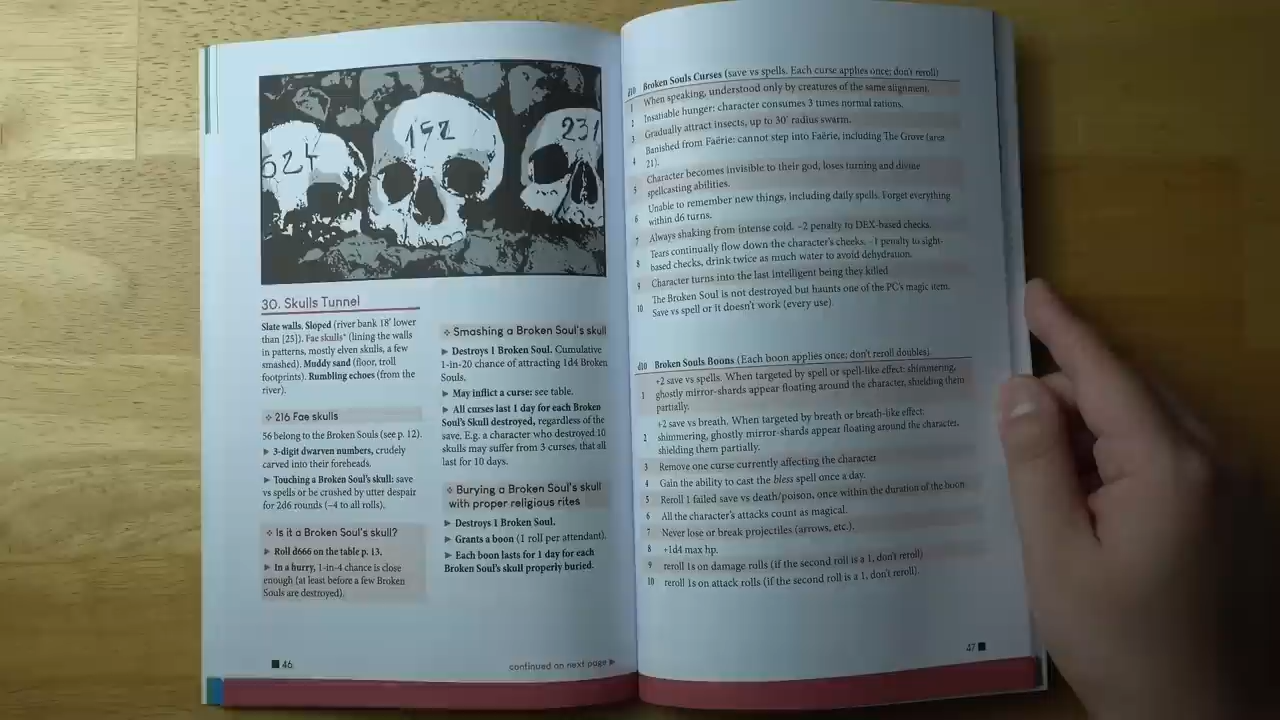 624
192
231
30. Skulls Tunnel
Slate walls. Sloped (river bank 18' lower
than [25]). Fae skulls* (lining the walls
in patterns, mostly elven skulls, a few
smashed). Muddy sand (floor, troll
footprints). Rumbling echoes (from the
river).
❖ 216 Fae skulls
56 belong to the Broken Souls (see p. 12).
▶ 3-digit dwarven numbers, crudely
carved into their foreheads.
▶ Touching a Broken Soul's skull: save
vs spells or be crushed by utter despair
for 2d6 rounds (−4 to all rolls).
❖ Is it a Broken Soul's skull?
▶ Roll d666 on the table p. 13.
▶ In a hurry, 1-in-4 chance is close
enough (at least before a few Broken
Souls are destroyed).
■ 46
❖ Smashing a Broken Soul's skull
▶ Destroys 1 Broken Soul. Cumulative
1-in-20 chance of attracting 1d4 Broken
Souls.
▶ May inflict a curse: see table.
▶ All curses last 1 day for each Broken
Soul's Skull destroyed, regardless of the
save. E.g. a character who destroyed 10
skulls may suffer from 3 curses, that all
last for 10 days.
❖ Burying a Broken Soul's skull
with proper religious rites
▶ Destroys 1 Broken Soul.
▶ Grants a boon (1 roll per attendant).
▶ Each boon lasts for 1 day for each
Broken Soul's skull properly buried.
continued on next page ▶
d10 Broken Souls Curses (save vs spells. Each curse applies once; don't reroll)
1 When speaking, understood only by creatures of the same alignment.
2 Insatiable hunger: character consumes 3 times normal rations.
3 Gradually attract insects, up to 30' radius swarm.
4 Banished from Faërie: cannot step into Faërie, including The Grove (area
21).
5 Character becomes invisible to their god, loses turning and divine
spellcasting abilities.
6 Unable to remember new things, including daily spells. Forget everything
within d6 turns.
7 Always shaking from intense cold. −2 penalty to DEX-based checks.
8 Tears continually flow down the character's cheeks. −1 penalty to sight-
based checks, drink twice as much water to avoid dehydration.
9 Character turns into the last intelligent being they killed
10 The Broken Soul is not destroyed but haunts one of the PC's magic item.
Save vs spell or it doesn't work (every use).
d10 Broken Souls Boons (Each boon applies once; don't reroll doubles)
1 +2 save vs spells. When targeted by spell or spell-like effect: shimmering,
ghostly mirror-shards appear floating around the character, shielding them
partially.
2 +2 save vs breath. When targeted by breath or breath-like effect:
shimmering, ghostly mirror-shards appear floating around the character,
shielding them partially.
3 Remove one curse currently affecting the character
4 Gain the ability to cast the bless spell once a day.
5 Reroll 1 failed save vs death/poison, once within the duration of the boon
6 All the character's attacks count as magical.
7 Never lose or break projectiles (arrows, etc.).
8 +1d4 max hp.
9 reroll 1s on damage rolls (if the second roll is a 1, don't reroll)
10 reroll 1s on attack rolls (if the second roll is a 1, don't reroll).
47 ■